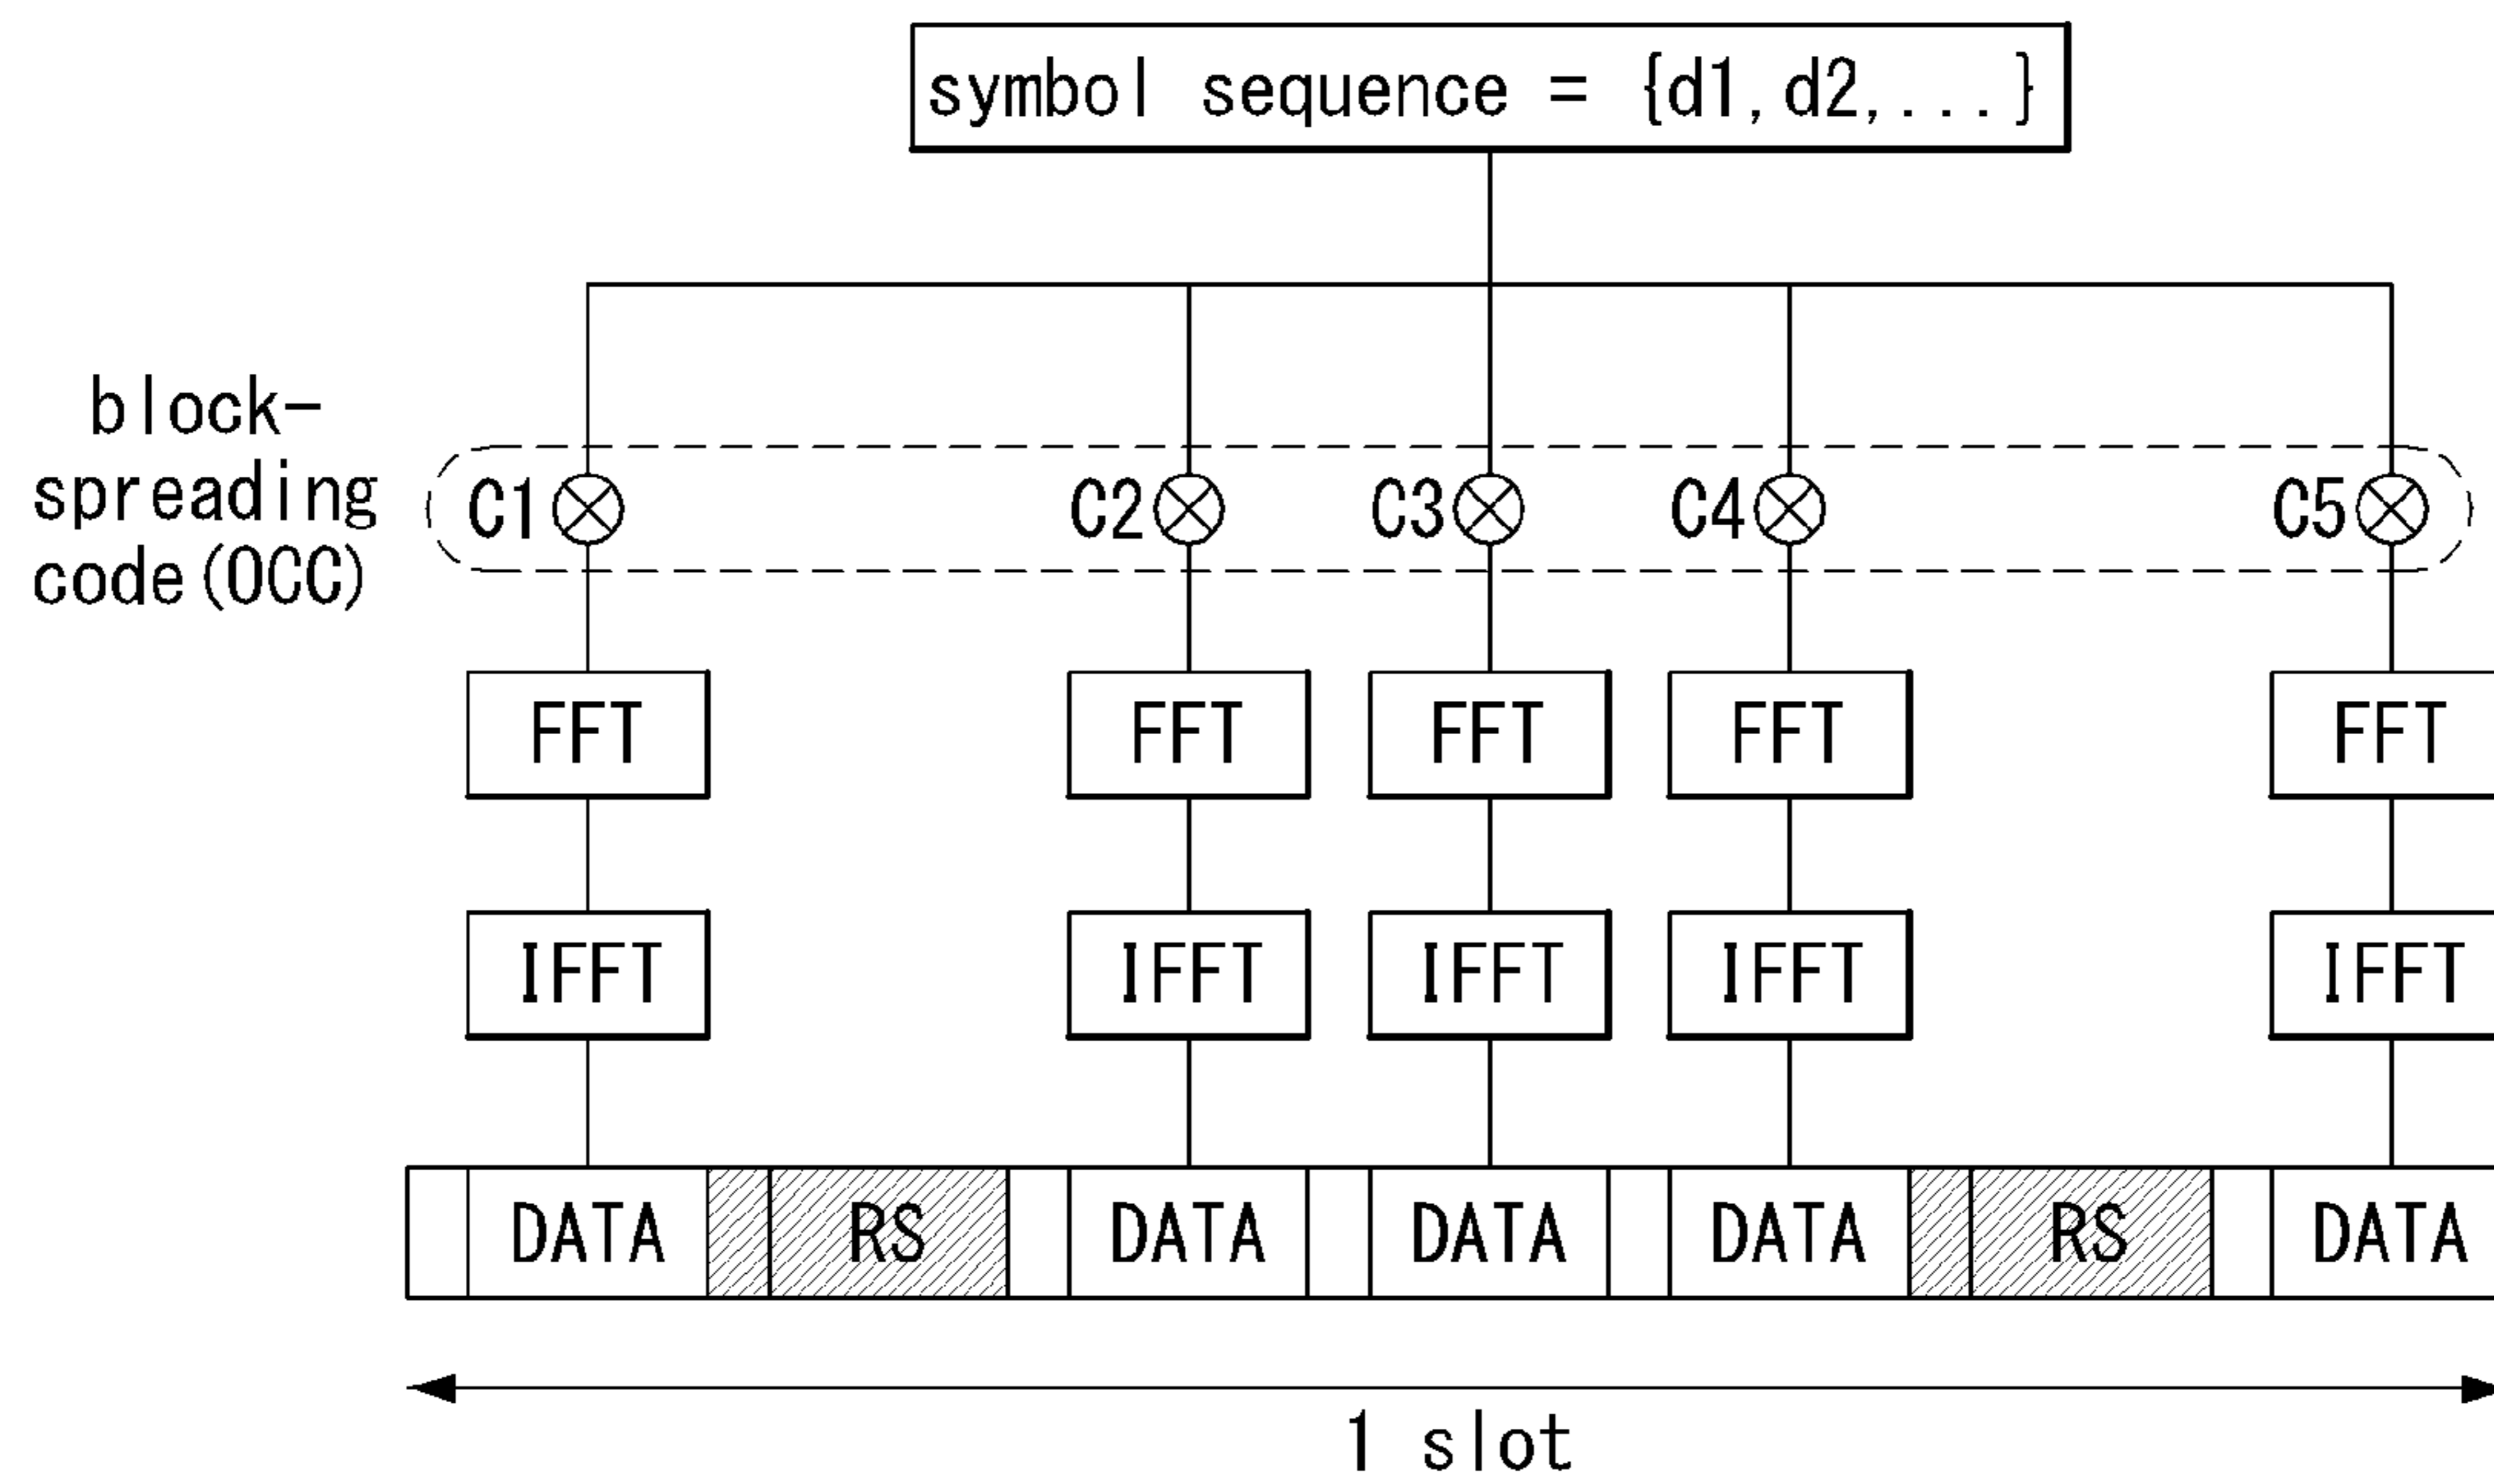 symbol sequence = {d1,d2,...}
block-
spreading
code(OCC)
C1 C2 C3 C4 C5
FFT FFT FFT FFT FFT
IFFT IFFT IFFT IFFT IFFT
DATA RS DATA DATA DATA RS DATA
1 slot